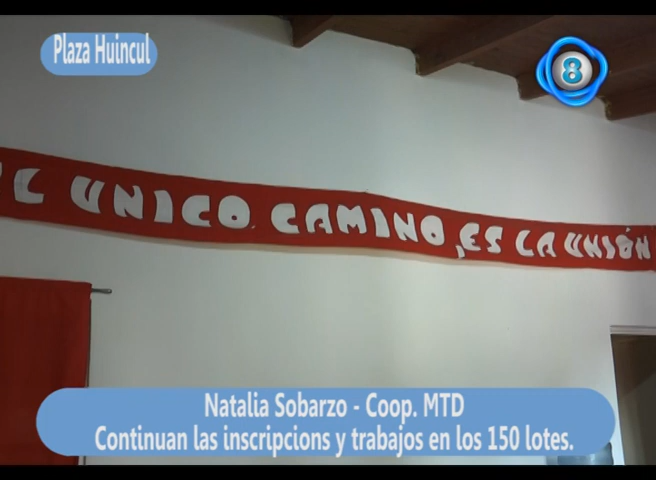 Plaza Huincul
8
EL UNICO CAMINO, ES LA UNIÓN
Natalia Sobarzo - Coop. MTD
Continuan las inscripcions y trabajos en los 150 lotes.